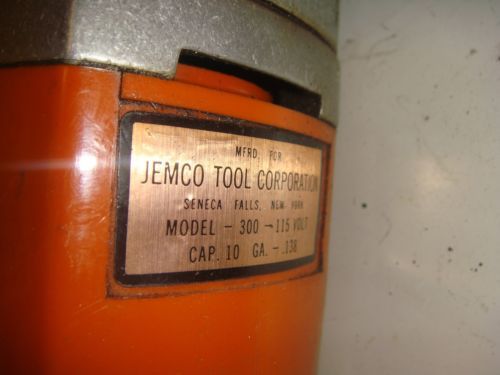 MFRD. FOR
JEMCO TOOL CORPORATION
SENECA FALLS, NEW YORK
MODEL - 300 - 115 VOLT
CAP. 10 GA. - .138